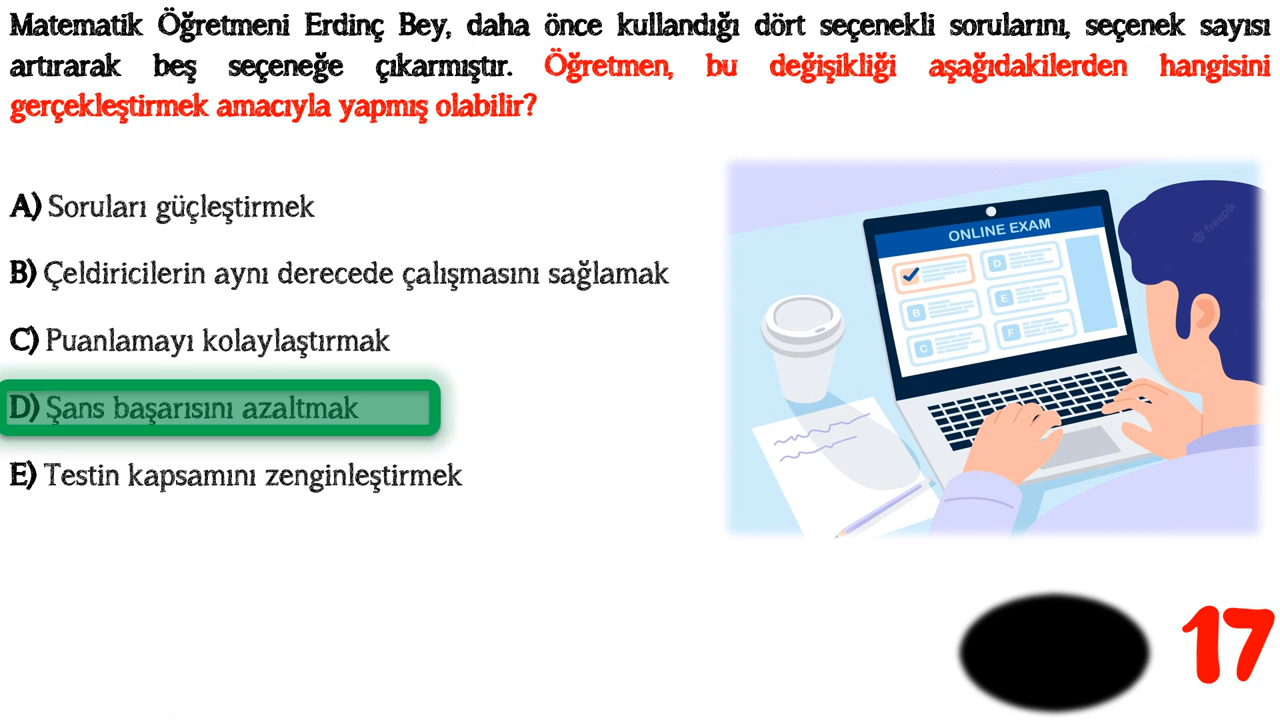 Matematik Öğretmeni Erdinç Bey, daha önce kullandığı dört seçenekli sorularını, seçenek sayısı
artırarak beş seçeneğe çıkarmıştır. Öğretmen, bu değişikliği aşağıdakilerden hangisini
gerçekleştirmek amacıyla yapmış olabilir?
A) Soruları güçleştirmek
B) Çeldiricilerin aynı derecede çalışmasını sağlamak
C) Puanlamayı kolaylaştırmak
D) Şans başarısını azaltmak
E) Testin kapsamını zenginleştirmek
ONLINE EXAM
D
B
E
C
F
freepik
17